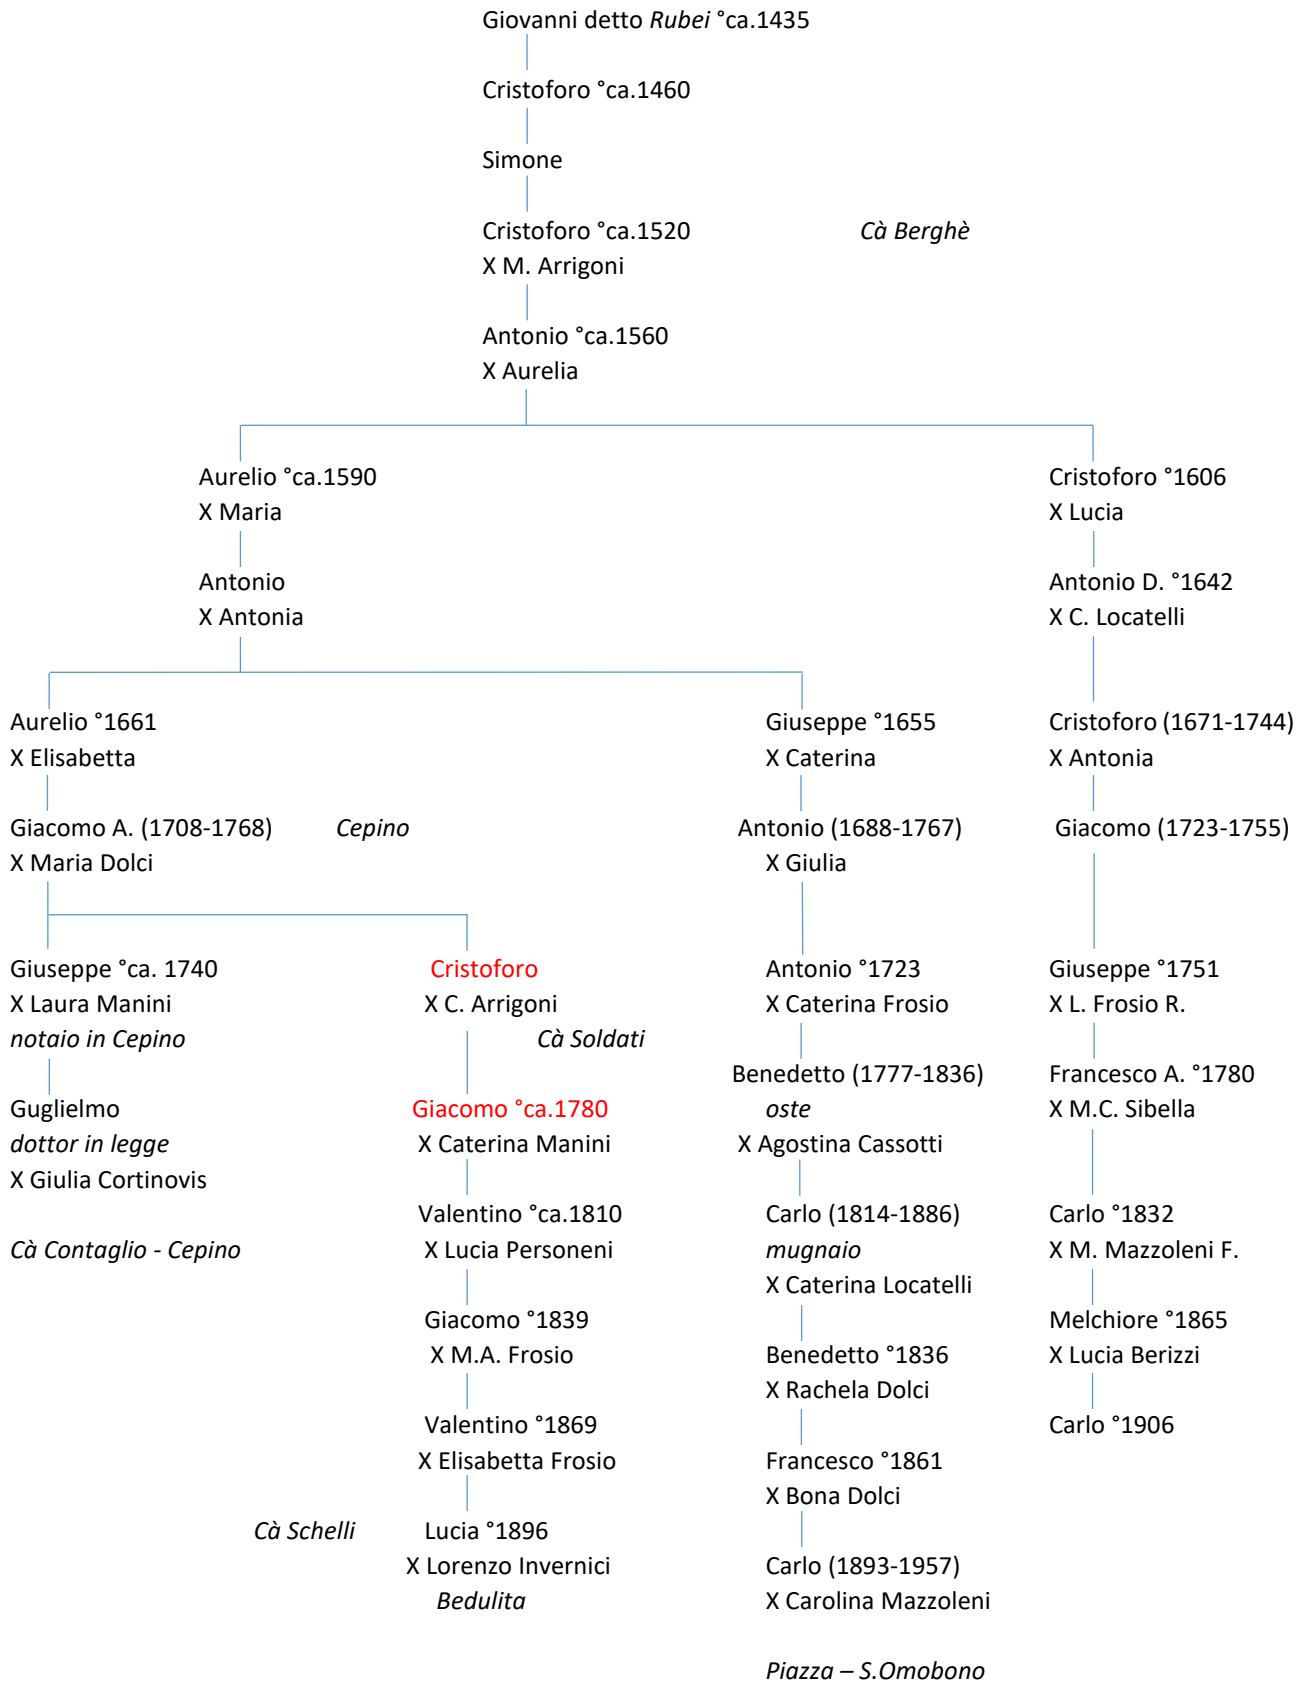 Giovanni detto Rubei °ca.1435
Cristoforo °ca.1460
Simone
Cristoforo °ca.1520 Cà Berghè
X M. Arrigoni
Antonio °ca.1560
X Aurelia
Aurelio °ca.1590 Cristoforo °1606
X Maria X Lucia
Antonio Antonio D. °1642
X Antonia X C. Locatelli
Aurelio °1661 Giuseppe °1655 Cristoforo (1671-1744)
X Elisabetta X Caterina X Antonia
Giacomo A. (1708-1768) Cepino Antonio (1688-1767) Giacomo (1723-1755)
X Maria Dolci X Giulia
Giuseppe °ca. 1740 Cristoforo Antonio °1723 Giuseppe °1751
X Laura Manini X C. Arrigoni X Caterina Frosio X L. Frosio R.
notaio in Cepino Cà Soldati
Benedetto (1777-1836) Francesco A. °1780
Guglielmo Giacomo °ca.1780 oste X M.C. Sibella
dottor in legge X Caterina Manini X Agostina Cassotti
X Giulia Cortinovis
Valentino °ca.1810 Carlo (1814-1886) Carlo °1832
Cà Contaglio - Cepino X Lucia Personeni mugnaio X M. Mazzoleni F.
X Caterina Locatelli
Giacomo °1839 Melchiore °1865
X M.A. Frosio Benedetto °1836 X Lucia Berizzi
X Rachela Dolci
Valentino °1869 Carlo °1906
X Elisabetta Frosio Francesco °1861
X Bona Dolci
Cà Schelli Lucia °1896
X Lorenzo Invernici Carlo (1893-1957)
Bedulita X Carolina Mazzoleni
Piazza – S.Omobono